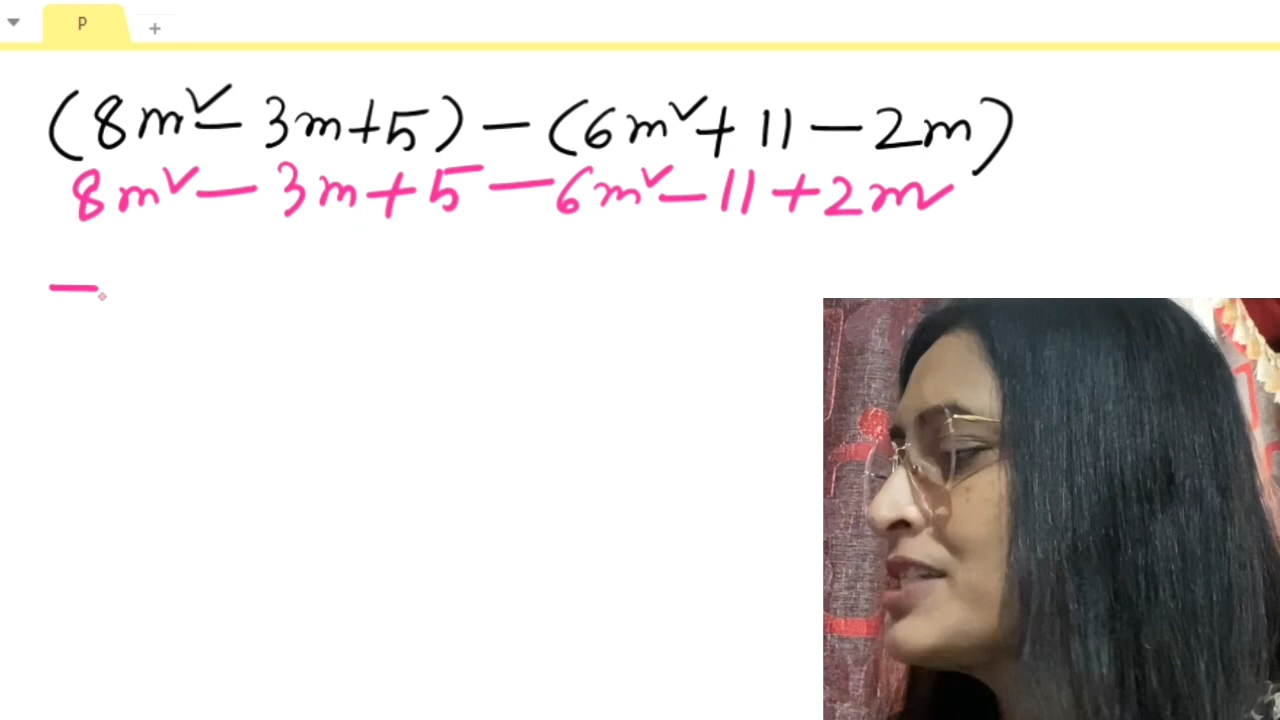 P
(8m² - 3m + 5) - (6m² + 11 - 2m)
8m² - 3m + 5 - 6m² - 11 + 2m